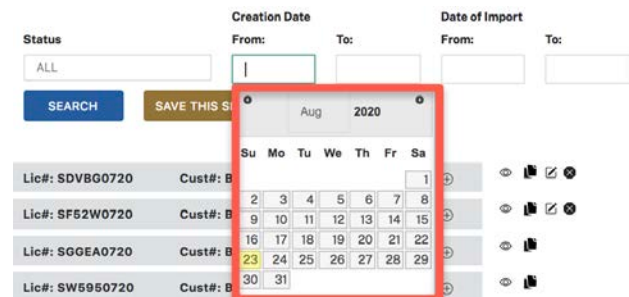 Creation Date Date of Import
Status From: To: From: To:
ALL
SEARCH SAVE THIS S
Aug 2020
Su Mo Tu We Th Fr Sa
1
2 3 4 5 6 7 8
9 10 11 12 13 14 15
16 17 18 19 20 21 22
23 24 25 26 27 28 29
30 31
Lic#: SDVBG0720 Cust#: B
Lic#: SF52W0720 Cust#: B
Lic#: SGGEA0720 Cust#: B
Lic#: SW5950720 Cust#: B